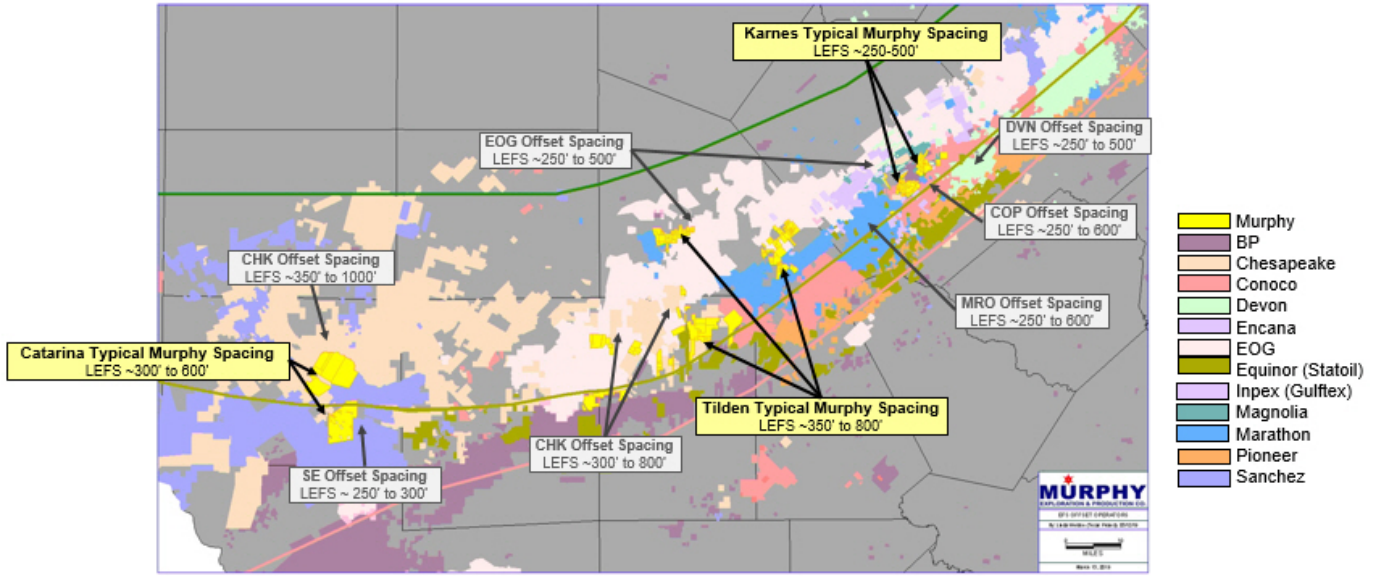 Karnes Typical Murphy Spacing
LEFS ~250-500'
EOG Offset Spacing
LEFS ~250' to 500'
DVN Offset Spacing
LEFS ~250' to 500'
COP Offset Spacing
LEFS ~250' to 600'
CHK Offset Spacing
LEFS ~350' to 1000'
MRO Offset Spacing
LEFS ~250' to 600'
Catarina Typical Murphy Spacing
LEFS ~300' to 600'
Tilden Typical Murphy Spacing
LEFS ~350' to 800'
CHK Offset Spacing
LEFS ~300' to 800'
SE Offset Spacing
LEFS ~ 250' to 300'
Murphy
BP
Chesapeake
Conoco
Devon
Encana
EOG
Equinor (Statoil)
Inpex (Gulftex)
Magnolia
Marathon
Pioneer
Sanchez
MURPHY
EXPLORATION & PRODUCTION CO.
EFS OFFSET OPERATORS
MILES